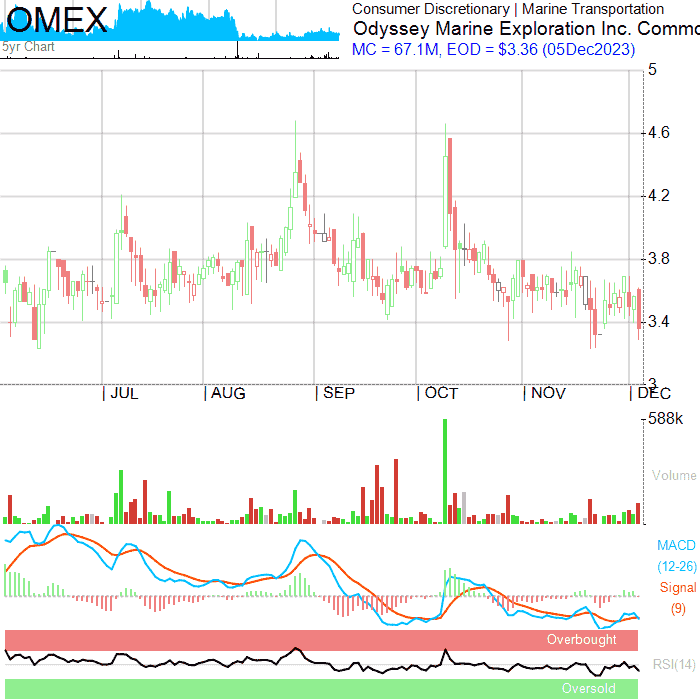 OMEX
5yr Chart
Consumer Discretionary | Marine Transportation
Odyssey Marine Exploration Inc. Commo
MC = 67.1M, EOD = $3.36 (05Dec2023)
5
4.6
4.2
3.8
3.4
3
| JUL | AUG | SEP | OCT | NOV | DEC
588k
Volume
MACD
(12-26)
Signal
(9)
Overbought
RSI(14)
Oversold